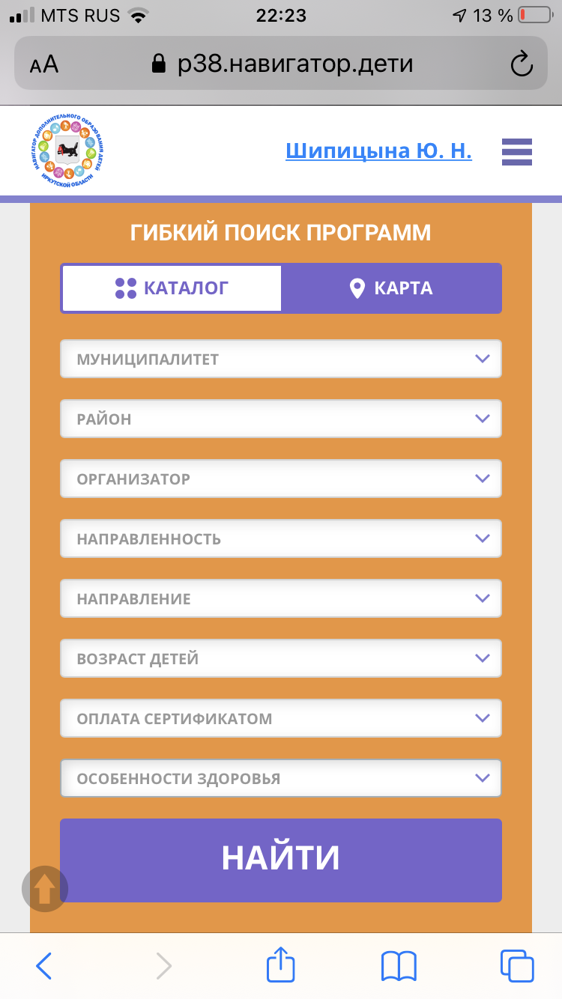 MTS RUS 22:23 13 %
AA р38.навигатор.дети
НАВИГАТОР ДОПОЛНИТЕЛЬНОГО ОБРАЗОВАНИЯ ДЕТЕЙ
ИРКУТСКОЙ ОБЛАСТИ
Шипицына Ю. Н.
ГИБКИЙ ПОИСК ПРОГРАММ
КАТАЛОГ КАРТА
МУНИЦИПАЛИТЕТ
РАЙОН
ОРГАНИЗАТОР
НАПРАВЛЕННОСТЬ
НАПРАВЛЕНИЕ
ВОЗРАСТ ДЕТЕЙ
ОПЛАТА СЕРТИФИКАТОМ
ОСОБЕННОСТИ ЗДОРОВЬЯ
НАЙТИ